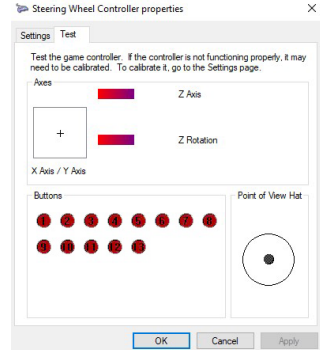 Steering Wheel Controller properties
Settings
Test
Test the game controller. If the controller is not functioning properly, it may
need to be calibrated. To calibrate it, go to the Settings page.
Axes
Z Axis
Z Rotation
X Axis / Y Axis
Buttons
1 2 3 4 5 6 7 8
9 10 11 12 13
Point of View Hat
OK
Cancel
Apply